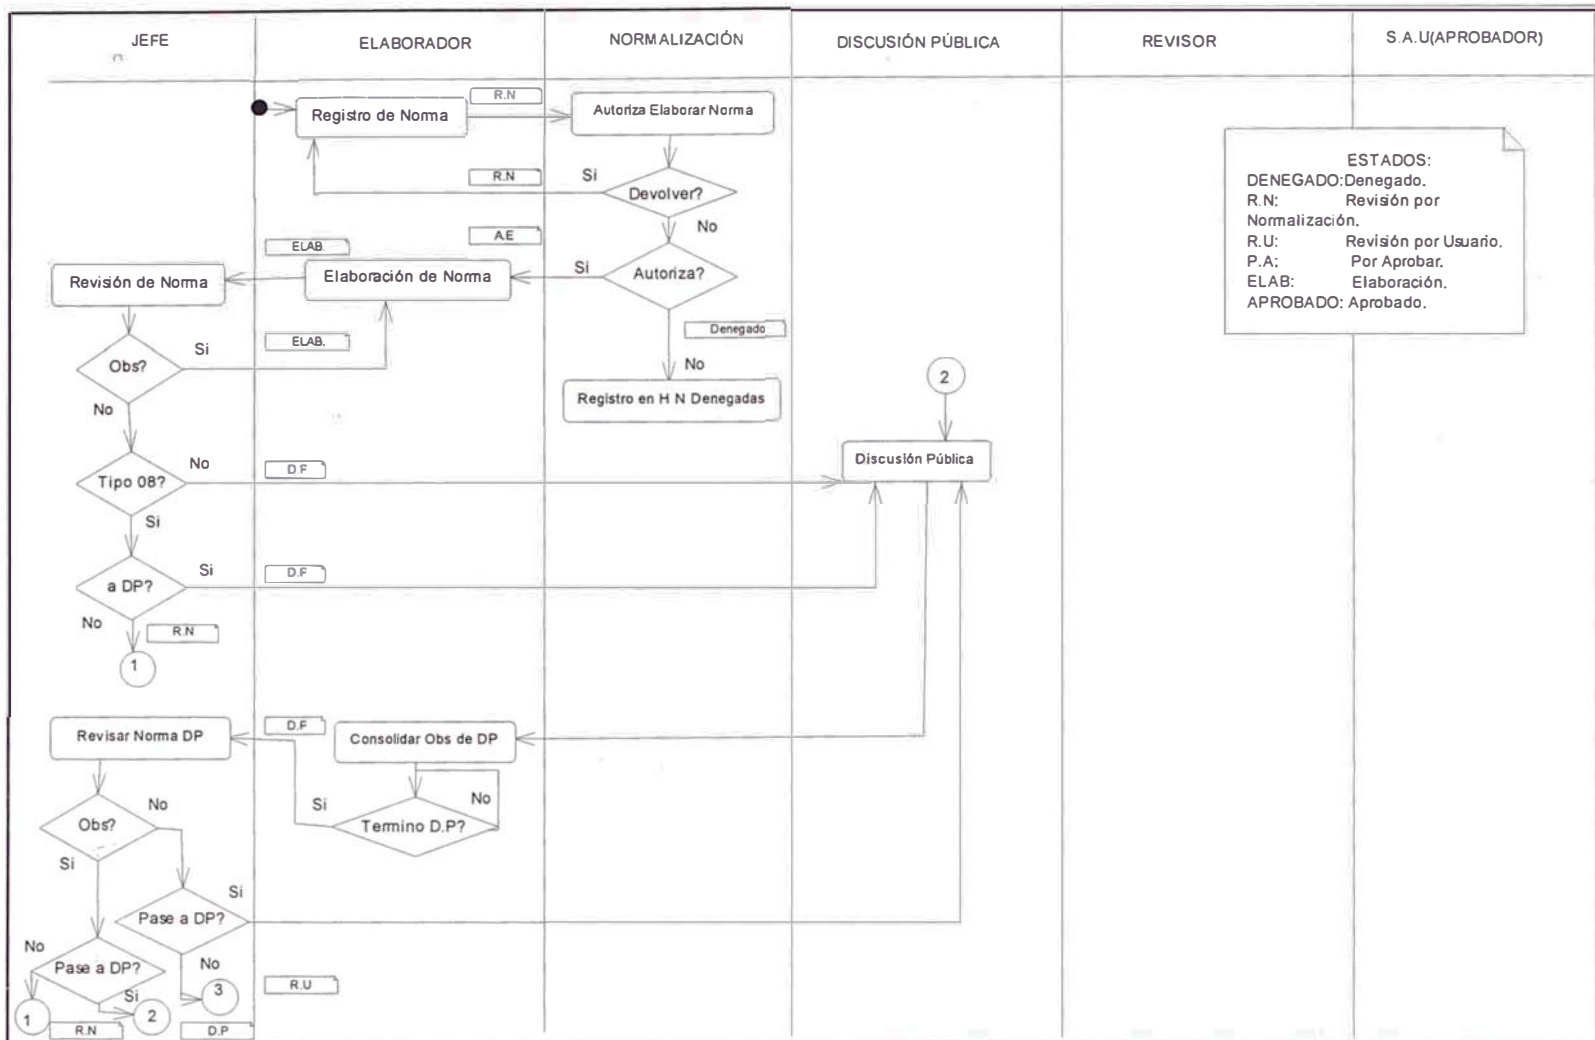 JEFE
ELABORADOR
NORMALIZACIÓN
DISCUSIÓN PÚBLICA
REVISOR
S.A.U(APROBADOR)
Registro de Norma
R.N
Autoriza Elaborar Norma
R.N
Si
Devolver?
No
ESTADOS:
DENEGADO:Denegado.
R.N: Revisión por
Normalización.
R.U: Revisión por Usuario.
P.A: Por Aprobar.
ELAB: Elaboración.
APROBADO: Aprobado.
A.E
ELAB.
Revisión de Norma
Elaboración de Norma
Si
Autoriza?
Denegado
No
Registro en H N Denegadas
Obs?
Si
ELAB.
No
2
Discusión Pública
Tipo 08?
No
D.F
Si
a DP?
Si
D.F
No
R.N
1
Revisar Norma DP
D.F
Consolidar Obs de DP
Si
Termino D.P?
No
Obs?
No
Si
Si
Pase a DP?
No
Pase a DP?
No
Si
R.U
1
2
3
R.N
D.P